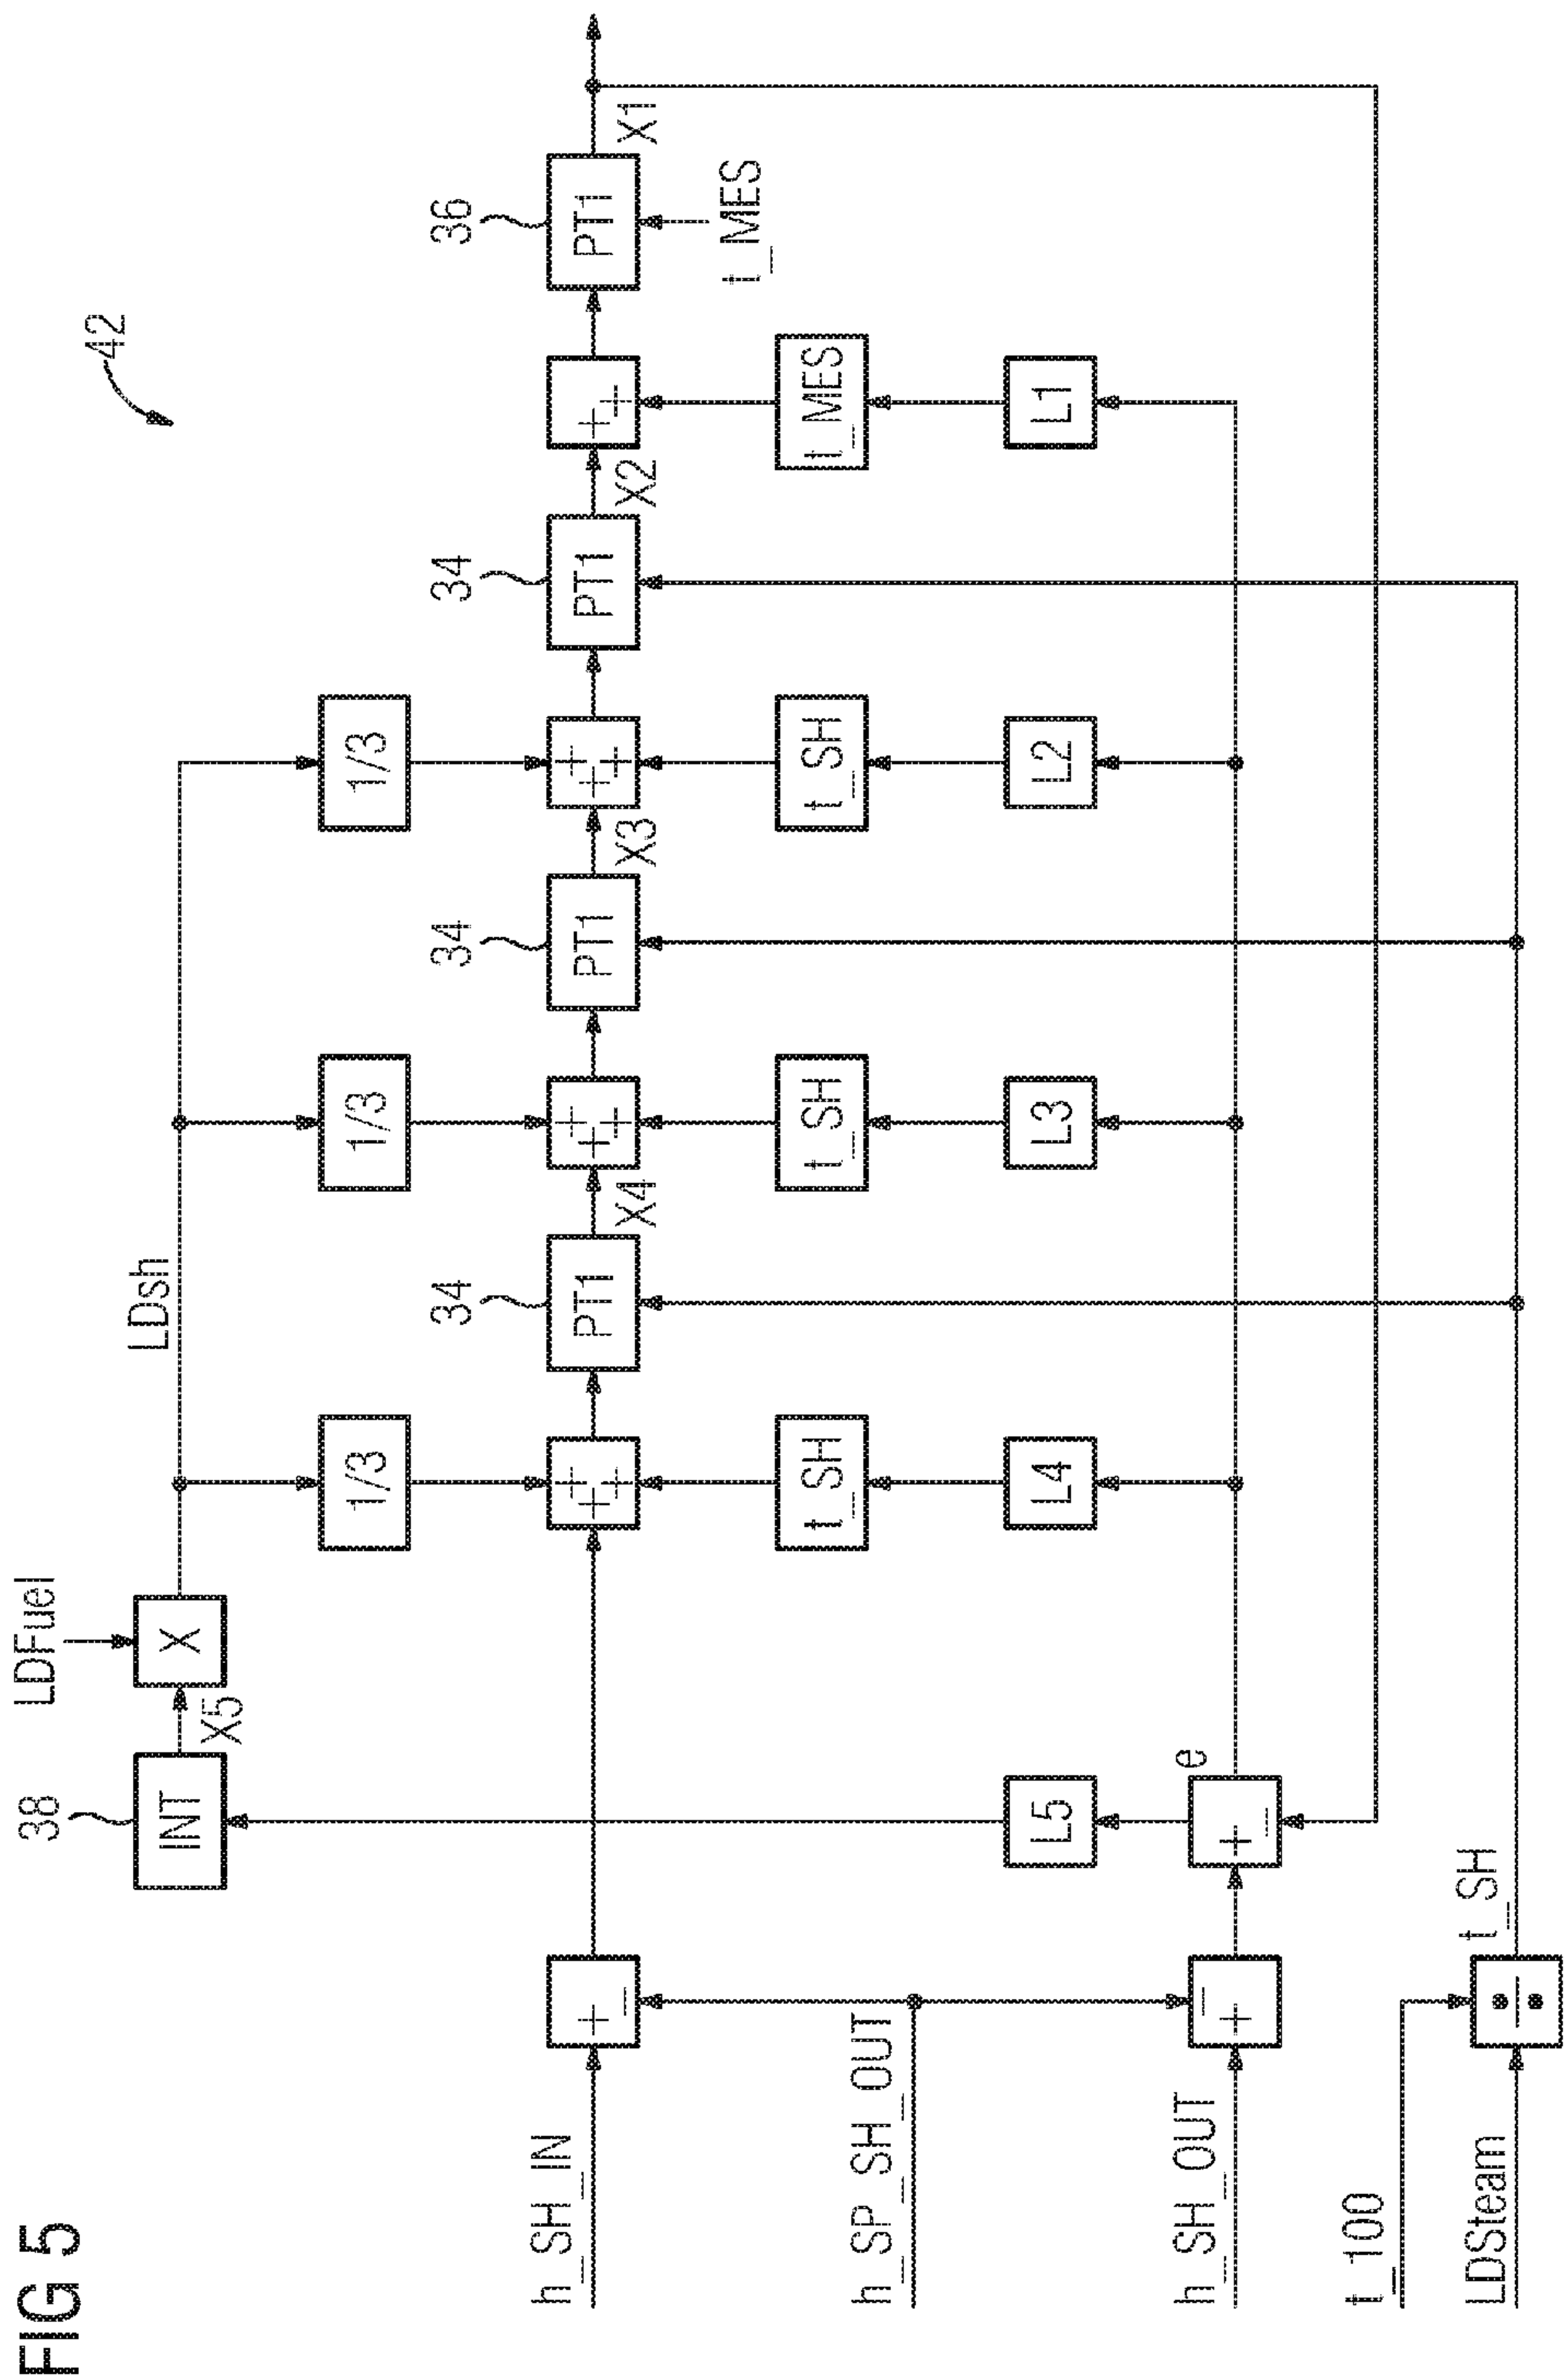 FIG 5
42
LDFuel
38
INT
X5
X
LDsh
1/3
1/3
1/3
34
34
34
36
h_SH_IN
+
−
+
+
+
PT1
X4
+
+
+
PT1
X3
+
+
+
PT1
X2
+
+
PT1
X1
t_MES
h_SP_SH_OUT
t_SH
t_SH
t_SH
t_MES
L5
L4
L3
L2
L1
h_SH_OUT
−
+
+
−
e
t_100
LDSteam
÷
t_SH